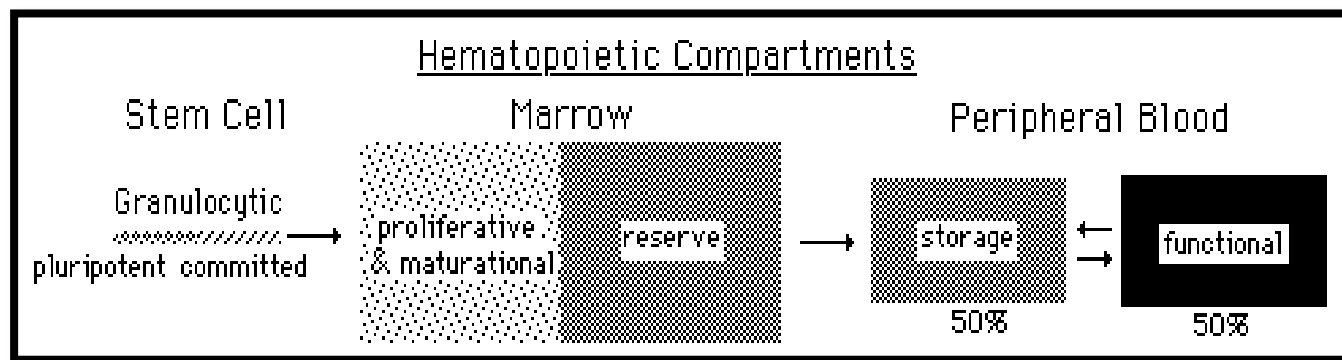 Hematopoietic Compartments
Stem Cell
Marrow
Peripheral Blood
Granulocytic
pluripotent committed
proliferative
& maturational
reserve
storage
functional
50%
50%